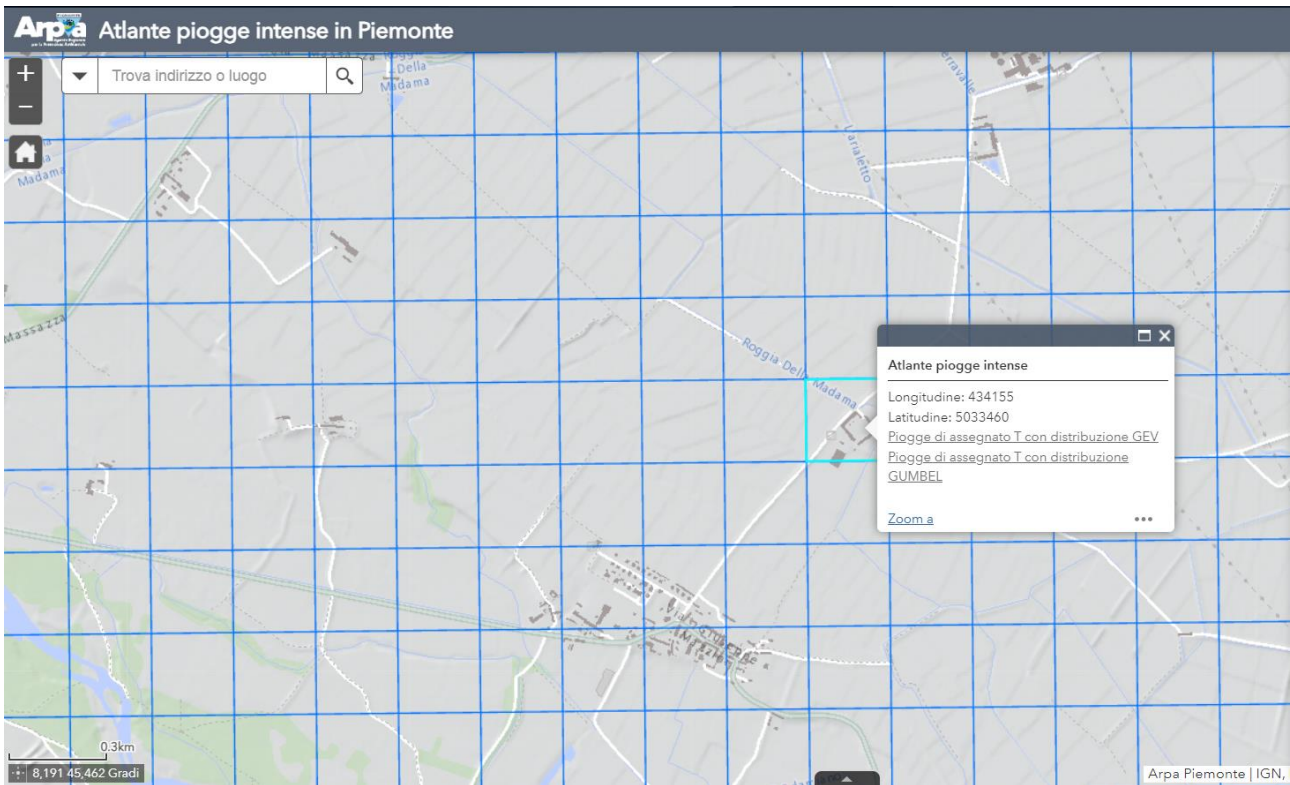 Arpa Atlante piogge intense in Piemonte
+
Trova indirizzo o luogo
Della
Madama
−
Madama
Larialetto
Massazza
Roggia Della Madama
Atlante piogge intense
Longitudine: 434155
Latitudine: 5033460
Piogge di assegnato T con distribuzione GEV
Piogge di assegnato T con distribuzione
GUMBEL
Zoom a
0.3km
8,191 45,462 Gradi
Arpa Piemonte | IGN,